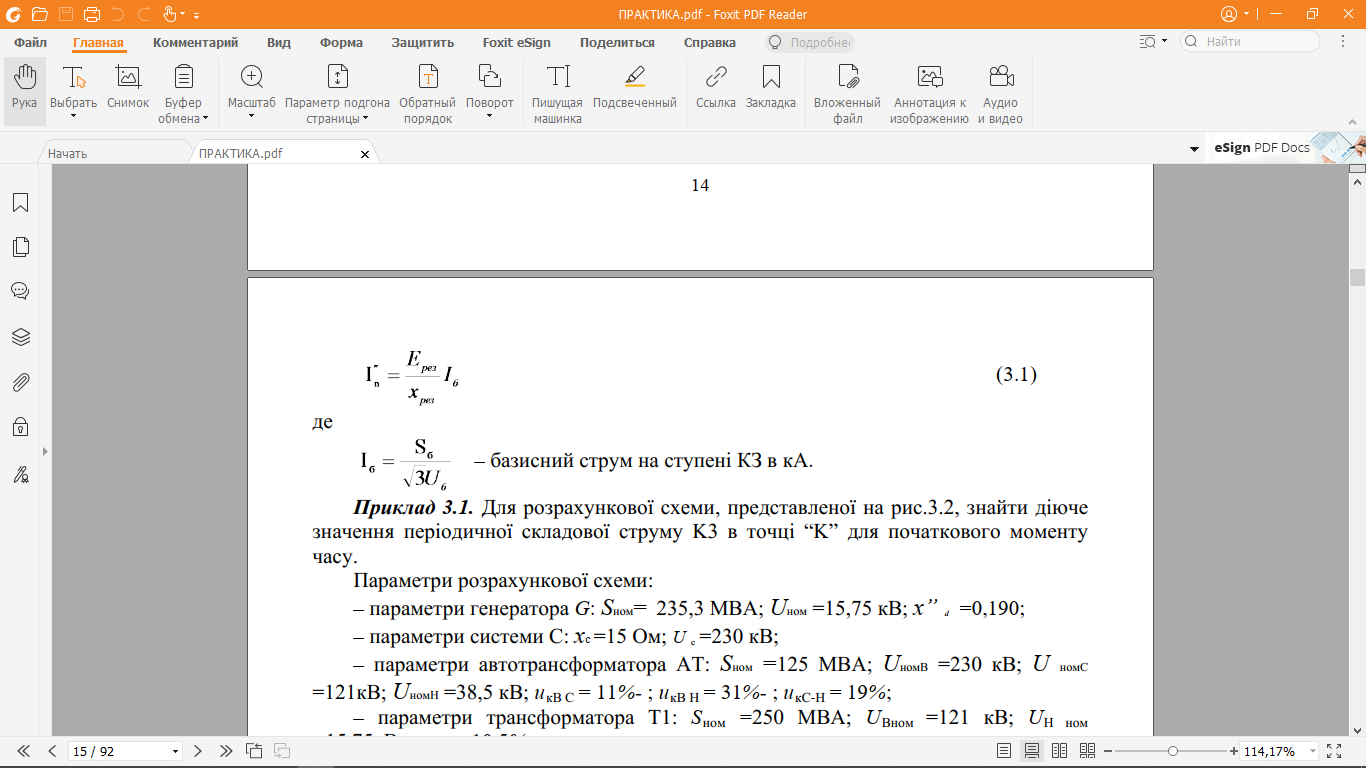 ПРАКТИКА.pdf - Foxit PDF Reader
Файл Главная Комментарий Вид Форма Защитить Foxit eSign Поделиться Справка Подробнее Найти
Рука Выбрать Снимок Буфер обмена Масштаб Параметр подгона страницы Обратный порядок Поворот Пишущая машинка Подсвеченный Ссылка Закладка Вложенный файл Аннотация к изображению Аудио и видео
Начать ПРАКТИКА.pdf eSign PDF Docs
14
I″п = Eрез / xрез Iб (3.1)
де
Iб = Sб / √3Uб – базисний струм на ступені КЗ в кА.
Приклад 3.1. Для розрахункової схеми, представленої на рис.3.2, знайти діюче
значення періодичної складової струму К3 в точці “K” для початкового моменту
часу.
Параметри розрахункової схеми:
– параметри генератора G: Sном= 235,3 МВА; Uном =15,75 кВ; x” d =0,190;
– параметри системи С: xс =15 Ом; U с =230 кВ;
– параметри автотрансформатора АТ: Sном =125 МВА; UномВ =230 кВ; U номС
=121кВ; UномН =38,5 кВ; uкВ С = 11%- ; uкВ Н = 31%- ; uкС-Н = 19%;
– параметри трансформатора Т1: Sном =250 МВА; UВном =121 кВ; UН ном
15 / 92 114,17%